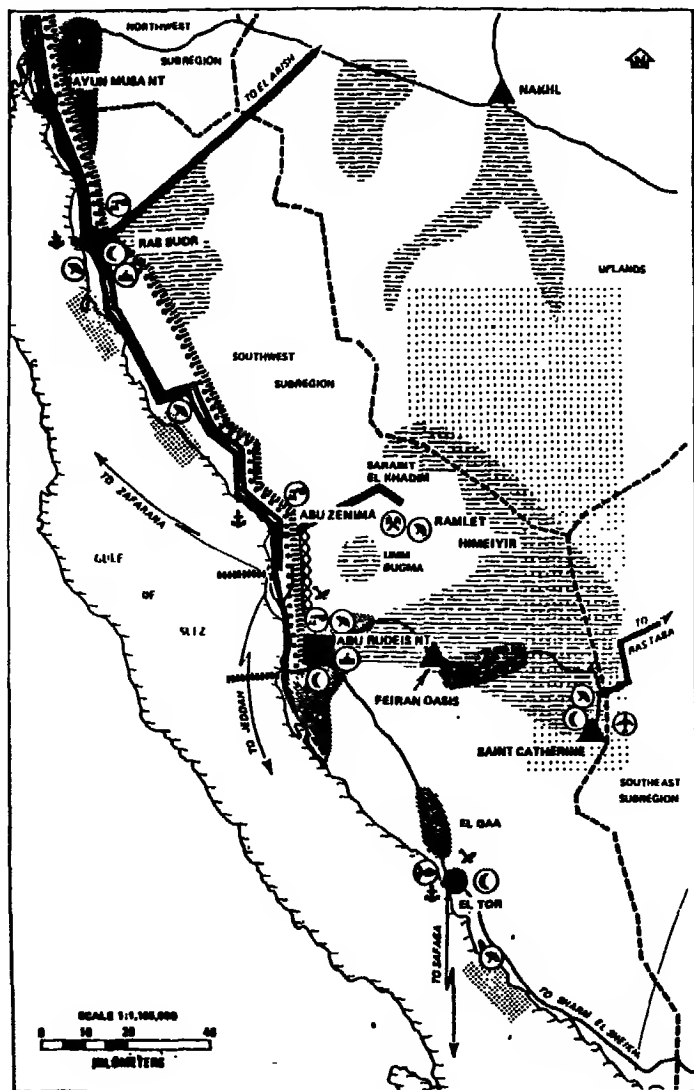 NORTHWEST
SUBREGION
AYUN MUSA NT
TO EL ARISH
N
NAKHL
RAS SUDR
UPLANDS
SOUTHWEST
SUBREGION
SARABIT
EL KHADIM
TO ZAFARANA
ABU ZENIMA
RAMLET
HIMEIYIR
GULF
OF
SUEZ
UMM
BUGMA
TO
RAS TABA
ABU RUDEIS NT
FEIRAN OASIS
TO JEDDAH
SAINT CATHERINE
SOUTHEAST
SUBREGION
EL QAA
EL TOR
TO SAFAGA
TO SHARM EL SHEIKH
SCALE 1:1,100,000
0 10 20 40
KILOMETERS